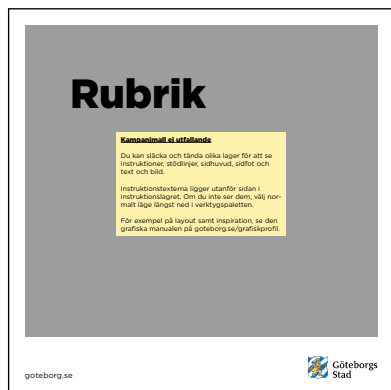 Rubrik
Kampanjmall ej utfallande
Du kan släcka och tända olika lager för att se
instruktioner, stödlinjer, sidhuvud, sidfot och
text och bild.
Instruktionstexterna ligger utanför sidan i
instruktionslagret. Om du inte ser dem, välj nor-
malt läge längst ned i verktygspaletten.
För exempel på layout samt inspiration, se den
grafiska manualen på goteborg.se/grafiskprofil.
goteborg.se
Göteborgs
Stad